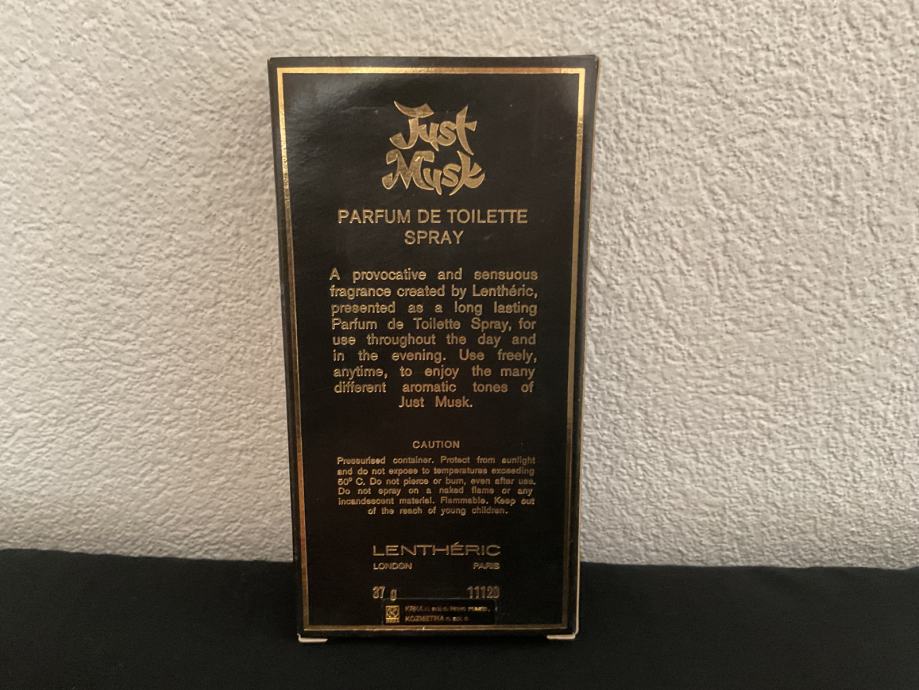 Just
Musk
PARFUM DE TOILETTE
SPRAY
A provocative and sensuous
fragrance created by Lenthéric,
presented as a long lasting
Parfum de Toilette Spray, for
use throughout the day and
in the evening. Use freely,
anytime, to enjoy the many
different aromatic tones of
Just Musk.
CAUTION
Pressurised container. Protect from sunlight
and do not expose to temperatures exceeding
50° C. Do not pierce or burn, even after use.
Do not spray on a naked flame or any
incandescent material. Flammable. Keep out
of the reach of young children.
LENTHÉRIC
LONDON PARIS
37 g 11120
KRKA
KOZMETIKA